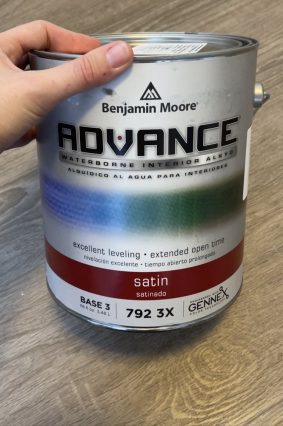 Benjamin Moore®
ADVANCE®
WATERBORNE INTERIOR ALKYD
ALQUÍDICO AL AGUA PARA INTERIORES
excellent leveling • extended open time
nivelación excelente • tiempo abierto prolongado
satin
satinado
BASE 3
792 3X
GENNEX